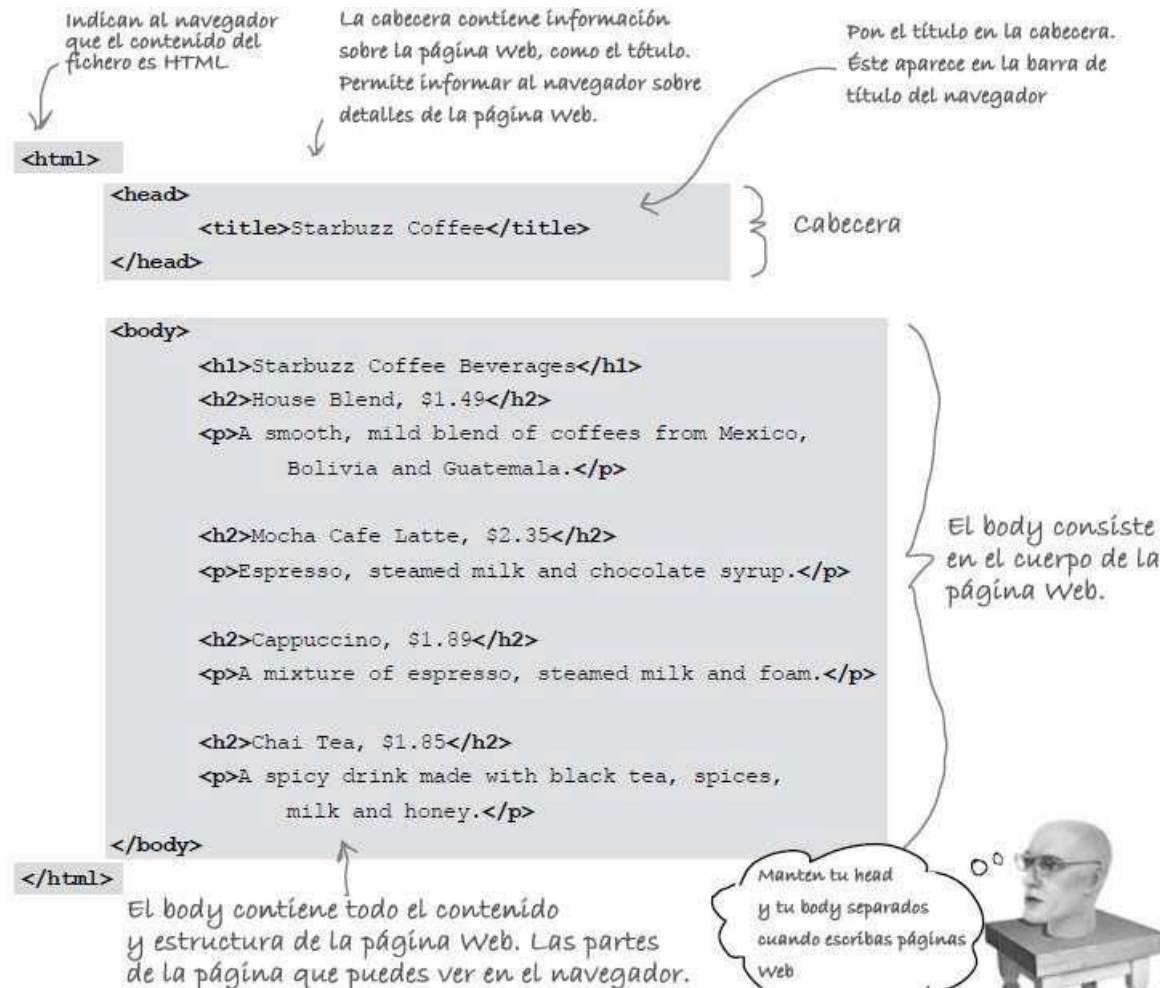 Indican al navegador
que el contenido del
fichero es HTML
La cabecera contiene información
sobre la página Web, como el tótulo.
Permite informar al navegador sobre
detalles de la página Web.
Pon el título en la cabecera.
Éste aparece en la barra de
título del navegador
<html>
<head>
<title>Starbuzz Coffee</title>
</head>
Cabecera
<body>
<h1>Starbuzz Coffee Beverages</h1>
<h2>House Blend, $1.49</h2>
<p>A smooth, mild blend of coffees from Mexico,
Bolivia and Guatemala.</p>
<h2>Mocha Cafe Latte, $2.35</h2>
<p>Espresso, steamed milk and chocolate syrup.</p>
<h2>Cappuccino, $1.89</h2>
<p>A mixture of espresso, steamed milk and foam.</p>
<h2>Chai Tea, $1.85</h2>
<p>A spicy drink made with black tea, spices,
milk and honey.</p>
</body>
</html>
El body consiste
en el cuerpo de la
página Web.
El body contiene todo el contenido
y estructura de la página Web. Las partes
de la página que puedes ver en el navegador.
Manten tu head
y tu body separados
cuando escribas páginas
Web